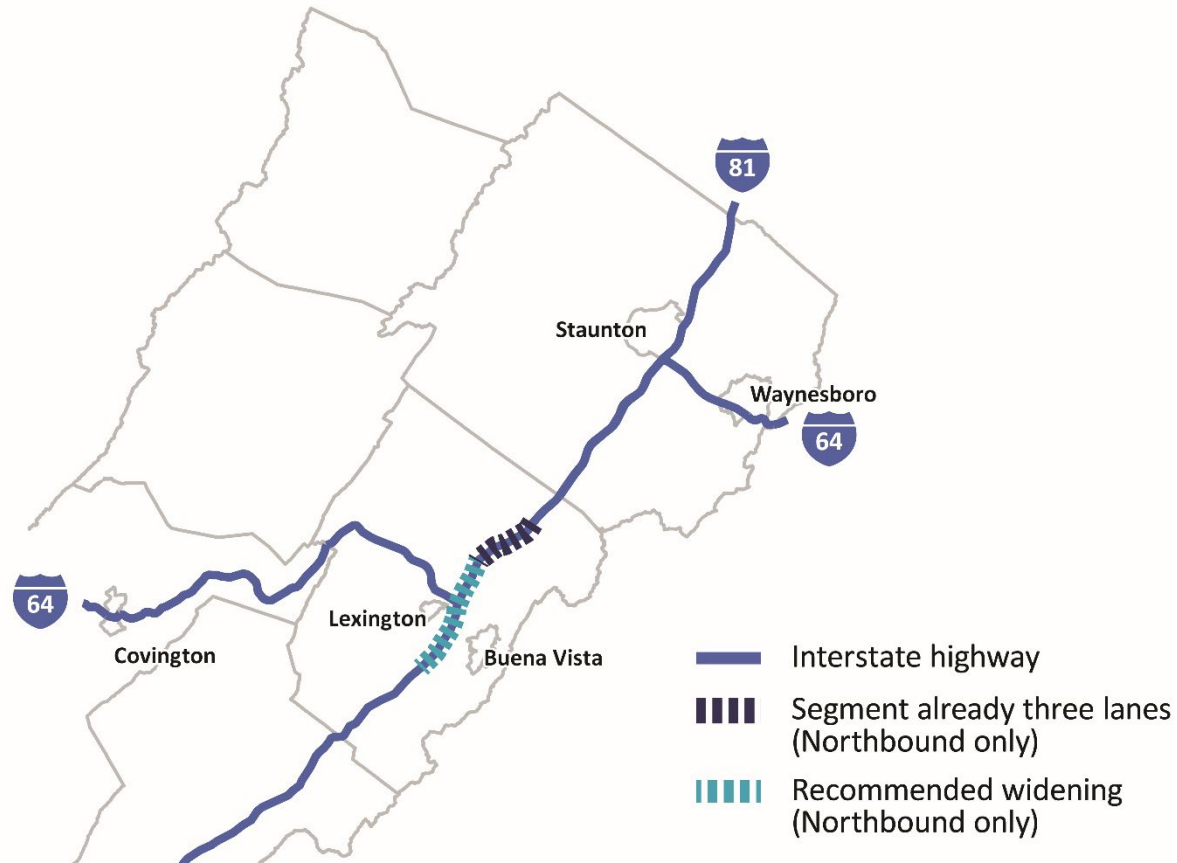 81
Staunton
Waynesboro
64
64
Lexington
Covington
Buena Vista
Interstate highway
Segment already three lanes
(Northbound only)
Recommended widening
(Northbound only)